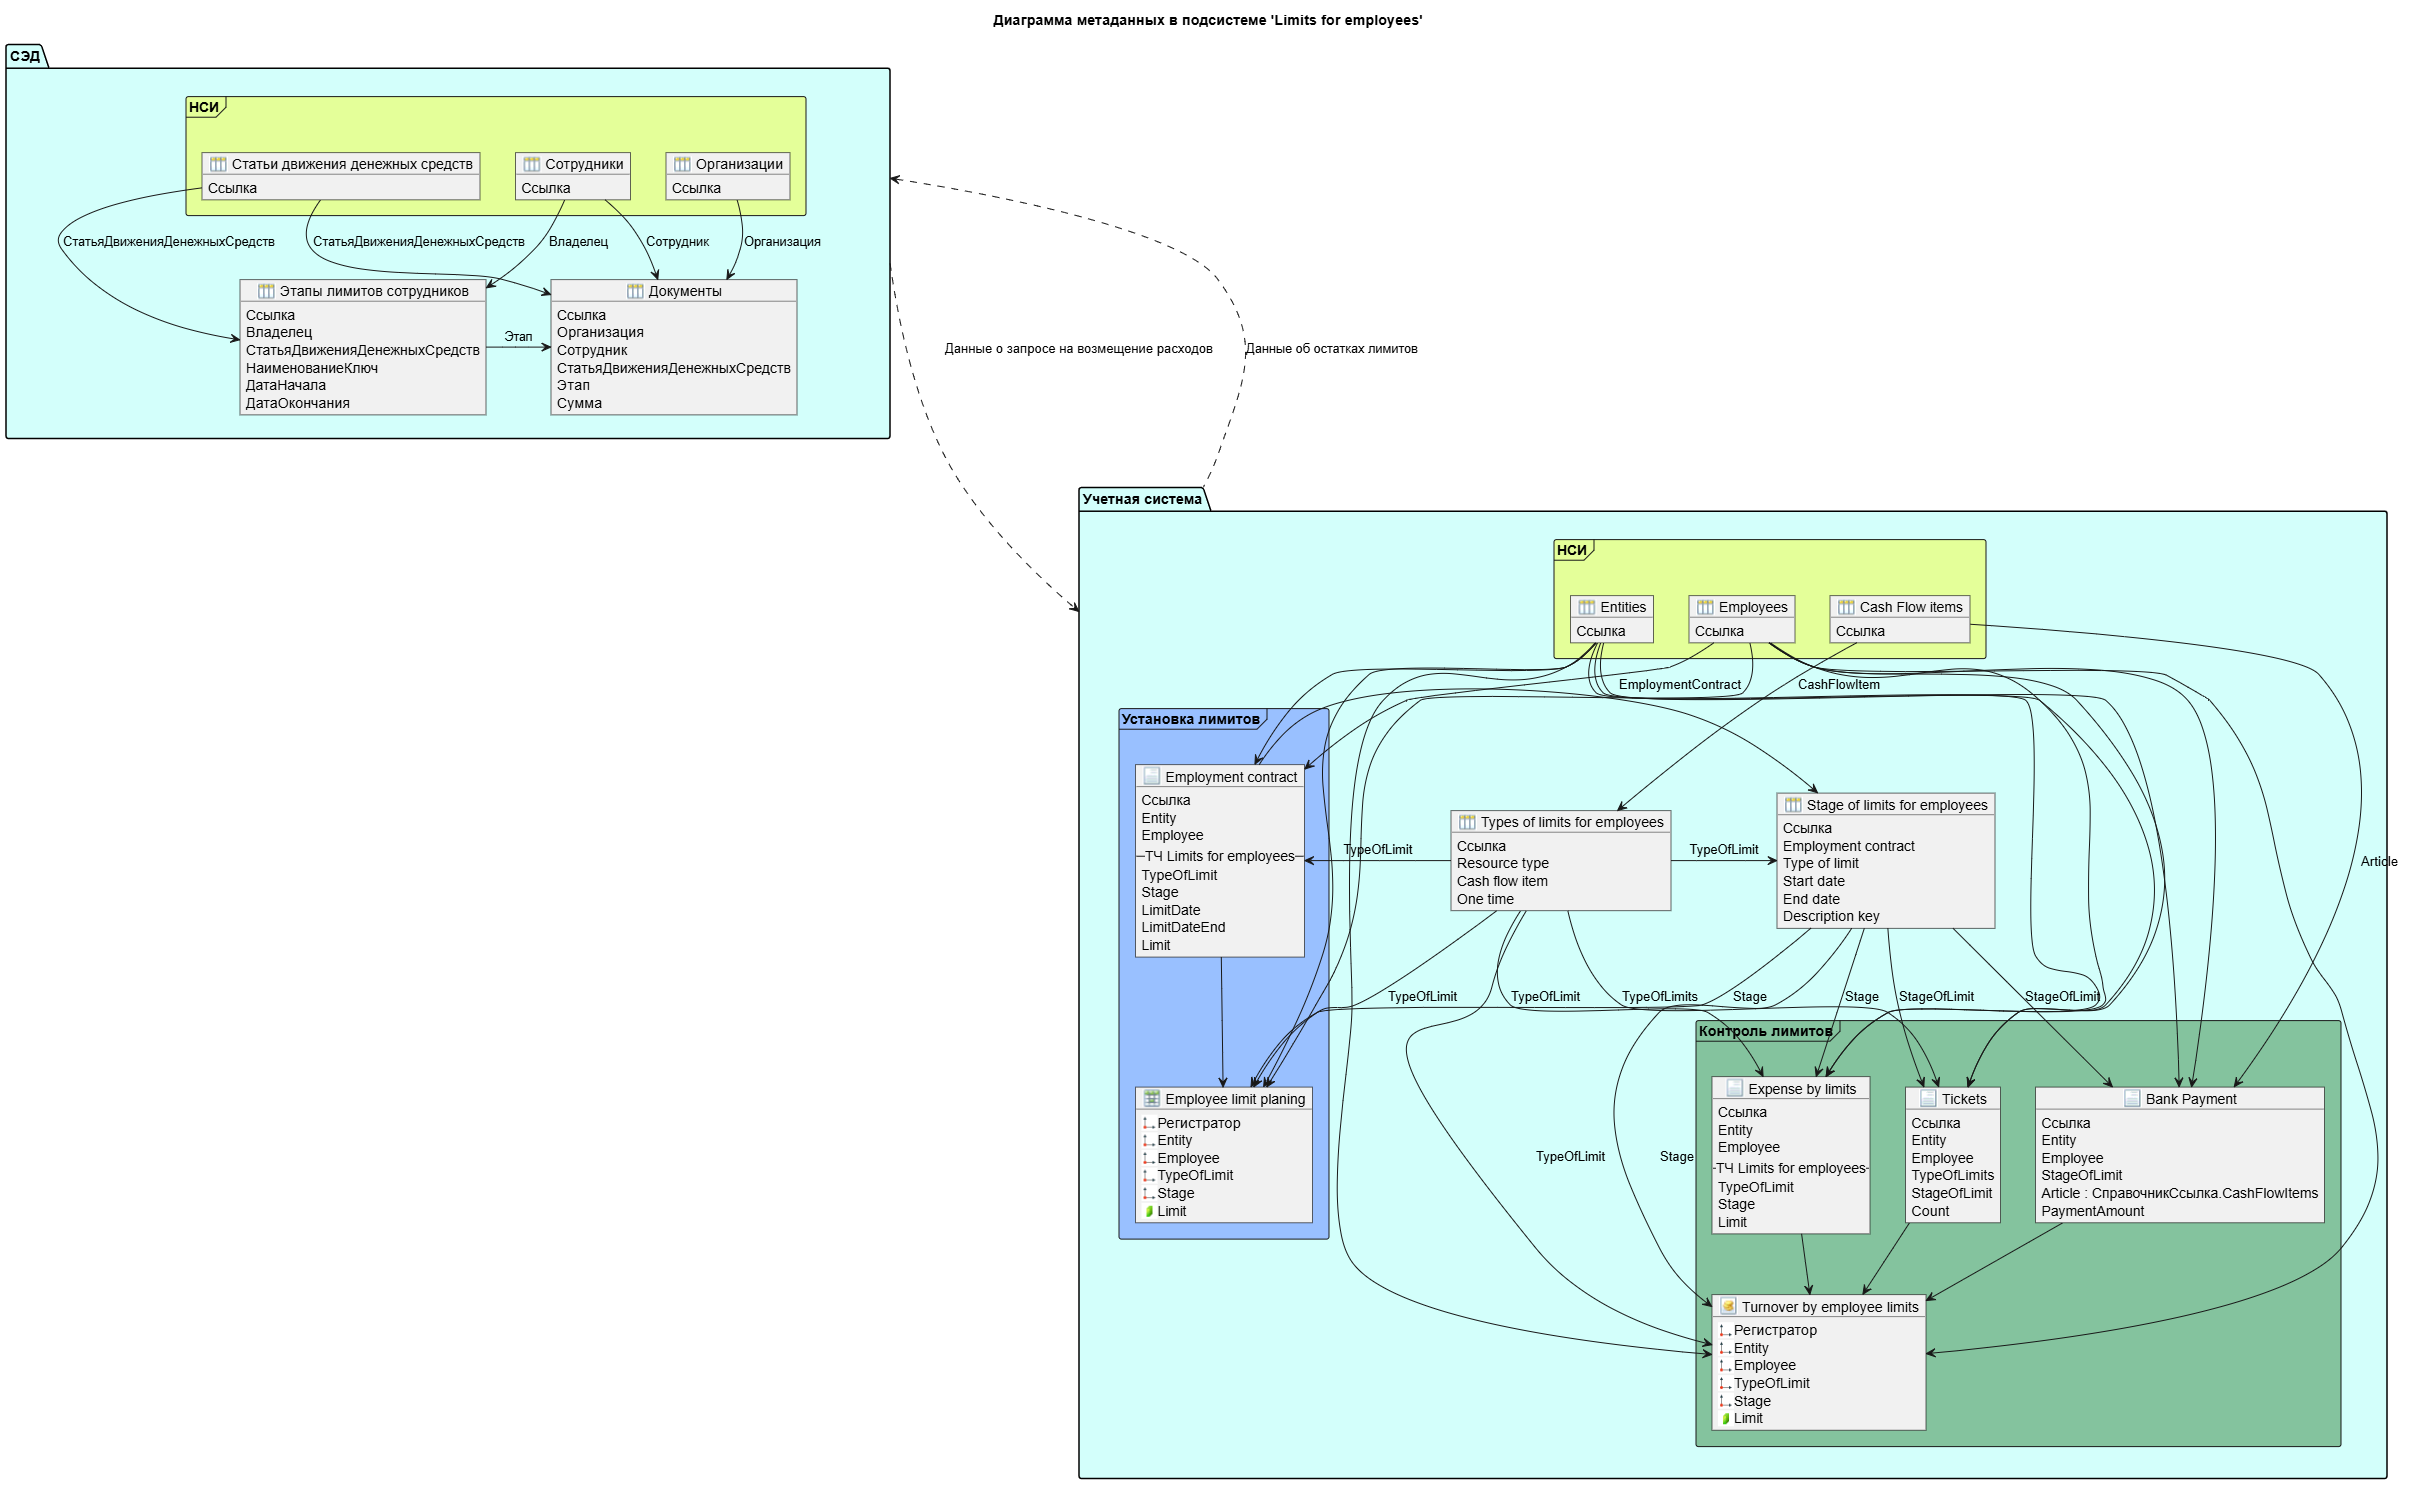 Диаграмма метаданных в подсистеме 'Limits for employees'
СЭД
НСИ
Статьи движения денежных средств
Ссылка
Сотрудники
Ссылка
Организации
Ссылка
СтатьяДвиженияДенежныхСредств
СтатьяДвиженияДенежныхСредств
Владелец
Сотрудник
Организация
Этапы лимитов сотрудников
Ссылка
Владелец
СтатьяДвиженияДенежныхСредств
НаименованиеКлюч
ДатаНачала
ДатаОкончания
Этап
Документы
Ссылка
Организация
Сотрудник
СтатьяДвиженияДенежныхСредств
Этап
Сумма
Данные о запросе на возмещение расходов
Данные об остатках лимитов
Учетная система
НСИ
Entities
Ссылка
Employees
Ссылка
Cash Flow items
Ссылка
EmploymentContract
CashFlowItem
Установка лимитов
Employment contract
Ссылка
Entity
Employee
ТЧ Limits for employees
TypeOfLimit
Stage
LimitDate
LimitDateEnd
Limit
TypeOfLimit
Types of limits for employees
Ссылка
Resource type
Cash flow item
One time
TypeOfLimit
Stage of limits for employees
Ссылка
Employment contract
Type of limit
Start date
End date
Description key
Article
TypeOfLimit
TypeOfLimit
TypeOfLimits
Stage
Stage
StageOfLimit
StageOfLimit
Employee limit planing
Регистратор
Entity
Employee
TypeOfLimit
Stage
Limit
Контроль лимитов
Expense by limits
Ссылка
Entity
Employee
ТЧ Limits for employees
TypeOfLimit
Stage
Limit
Tickets
Ссылка
Entity
Employee
TypeOfLimits
StageOfLimit
Count
Bank Payment
Ссылка
Entity
Employee
StageOfLimit
Article : СправочникСсылка.CashFlowItems
PaymentAmount
TypeOfLimit
Stage
Turnover by employee limits
Регистратор
Entity
Employee
TypeOfLimit
Stage
Limit